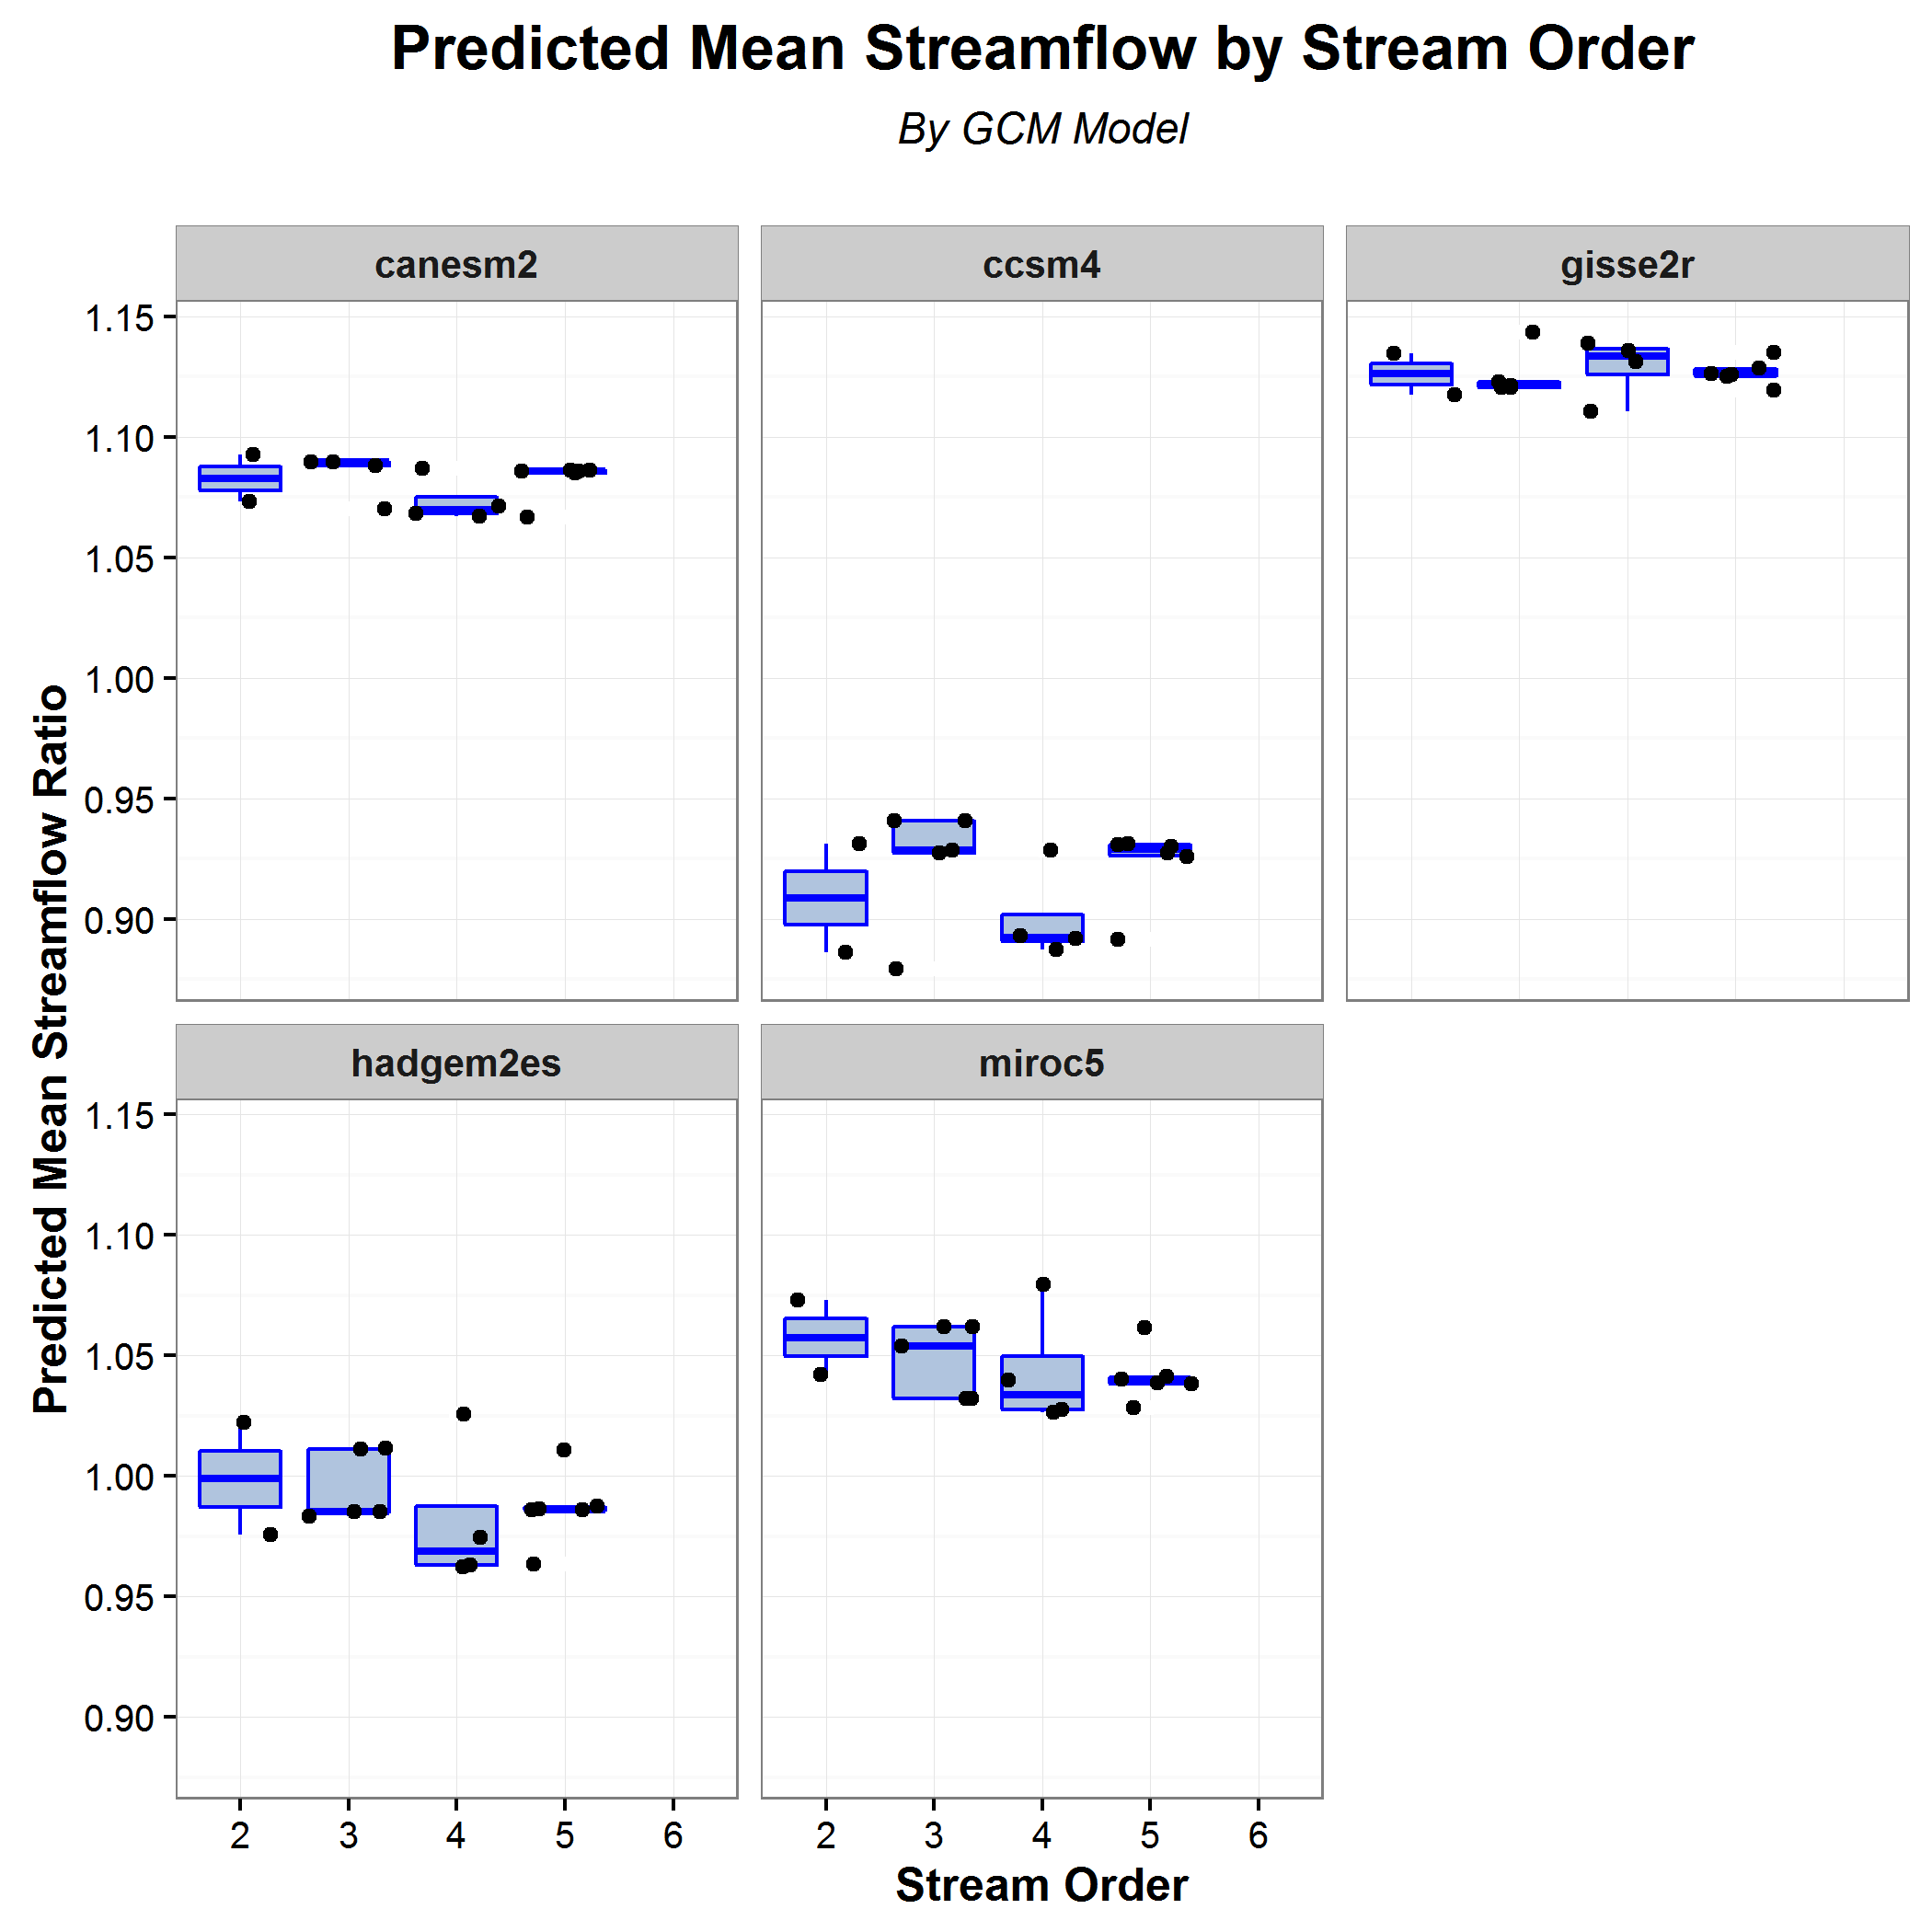 Predicted Mean Streamflow by Stream Order
By GCM Model
canesm2
ccsm4
gisse2r
1.15
1.10
1.05
1.00
0.95
0.90
Predicted Mean Streamflow Ratio
hadgem2es
miroc5
1.15
1.10
1.05
1.00
0.95
0.90
2 3 4 5 6
2 3 4 5 6
Stream Order